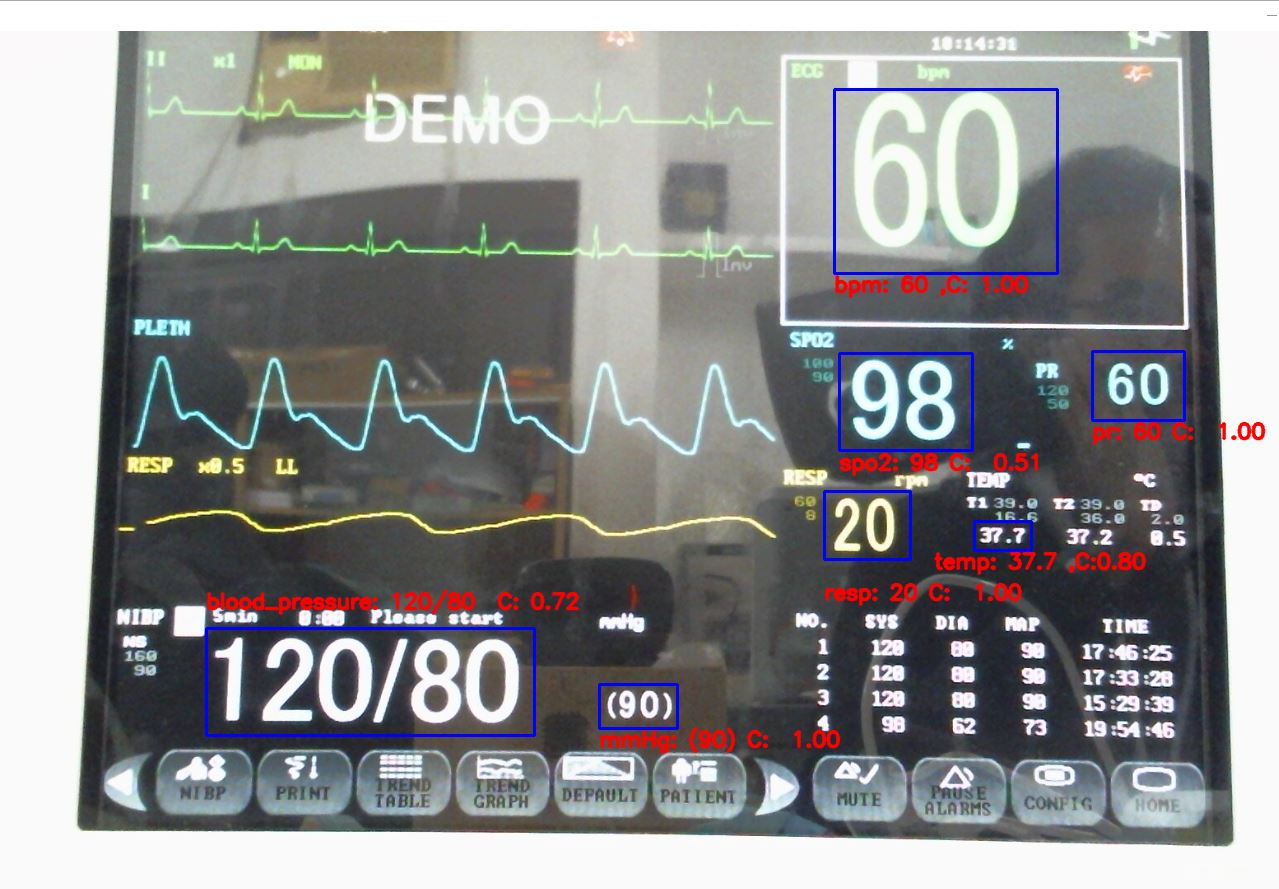 18:14:31
II x1 MON
DEMO
ECG bpm
60
bpm: 60 ,C: 1.00
I
Inv
PLETH
SPO2 %
100
90
98
PR
120
50
60
pr: 60 C: 1.00
spo2: 98 C: 0.51
RESP x0.5 LL
RESP rpm
60
8
20
TEMP °C
T1 39.0 T2 39.0 TD
16.6 36.0 2.0
37.7 37.2 0.5
temp: 37.7 ,C:0.80
resp: 20 C: 1.00
blood_pressure: 120/80 C: 0.72
NIBP 5min 0:00 Please start mmHg
160
90
120/80
(90)
mmHg: (90) C: 1.00
NO. SYS DIA MAP TIME
1 120 80 90 17:46:25
2 120 80 90 17:33:28
3 120 80 90 15:29:39
4 90 62 73 19:54:46
NIBP
PRINT
TREND TABLE
TREND GRAPH
DEFAULT
PATIENT
MUTE
PAUSE ALARMS
CONFIG
HOME